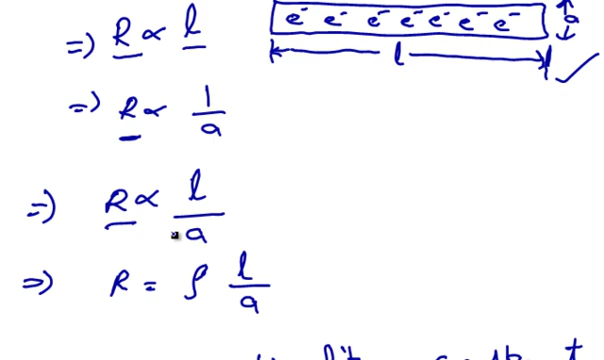 =) R ∝ l
e⁻ e⁻ e⁻ e⁻ e⁻ e⁻ e⁻
a
l
=) R ∝ 1/a
=) R ∝ l/a
=) R = ρ l/a